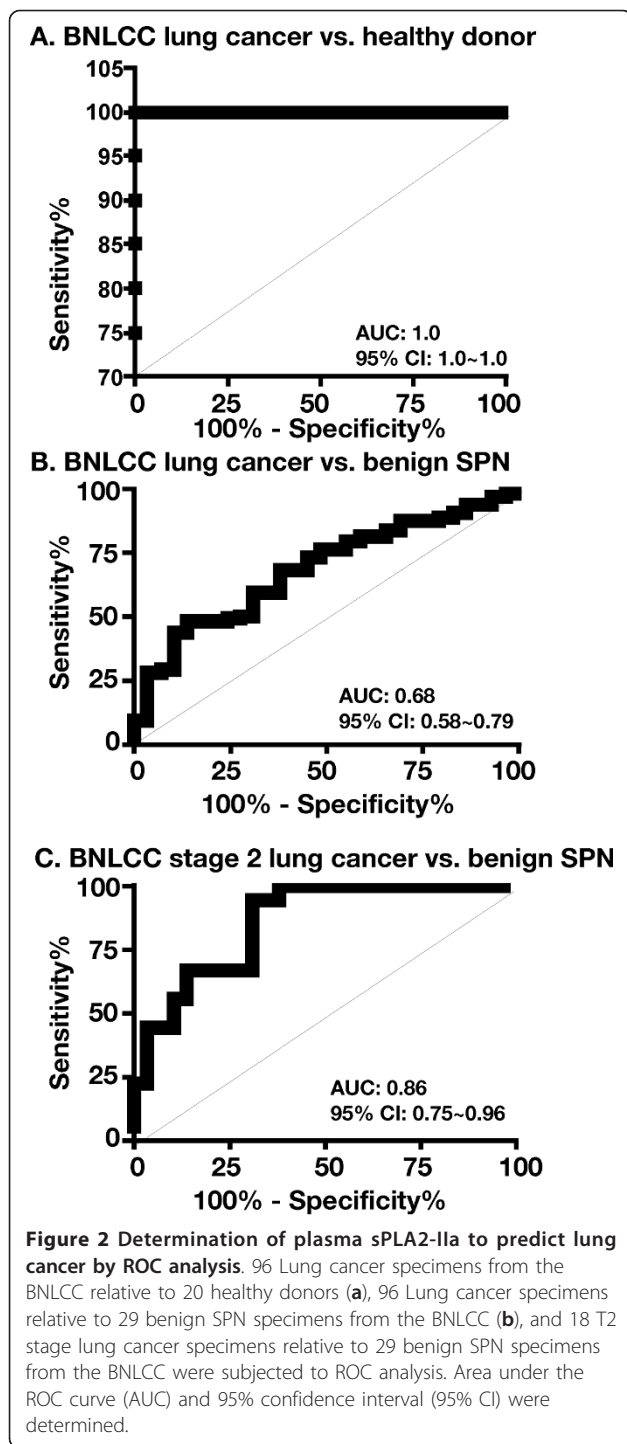 A. BNLCC lung cancer vs. healthy donor
105
100
95
90
85
80
75
70
Sensitivity%
AUC: 1.0
95% CI: 1.0~1.0
0 25 50 75 100
100% - Specificity%
B. BNLCC lung cancer vs. benign SPN
100
75
50
25
0
Sensitivity%
AUC: 0.68
95% CI: 0.58~0.79
0 25 50 75 100
100% - Specificity%
C. BNLCC stage 2 lung cancer vs. benign SPN
100
75
50
25
0
Sensitivity%
AUC: 0.86
95% CI: 0.75~0.96
0 25 50 75 100
100% - Specificity%
Figure 2 Determination of plasma sPLA2-IIa to predict lung
cancer by ROC analysis. 96 Lung cancer specimens from the
BNLCC relative to 20 healthy donors (a), 96 Lung cancer specimens
relative to 29 benign SPN specimens from the BNLCC (b), and 18 T2
stage lung cancer specimens relative to 29 benign SPN specimens
from the BNLCC were subjected to ROC analysis. Area under the
ROC curve (AUC) and 95% confidence interval (95% CI) were
determined.